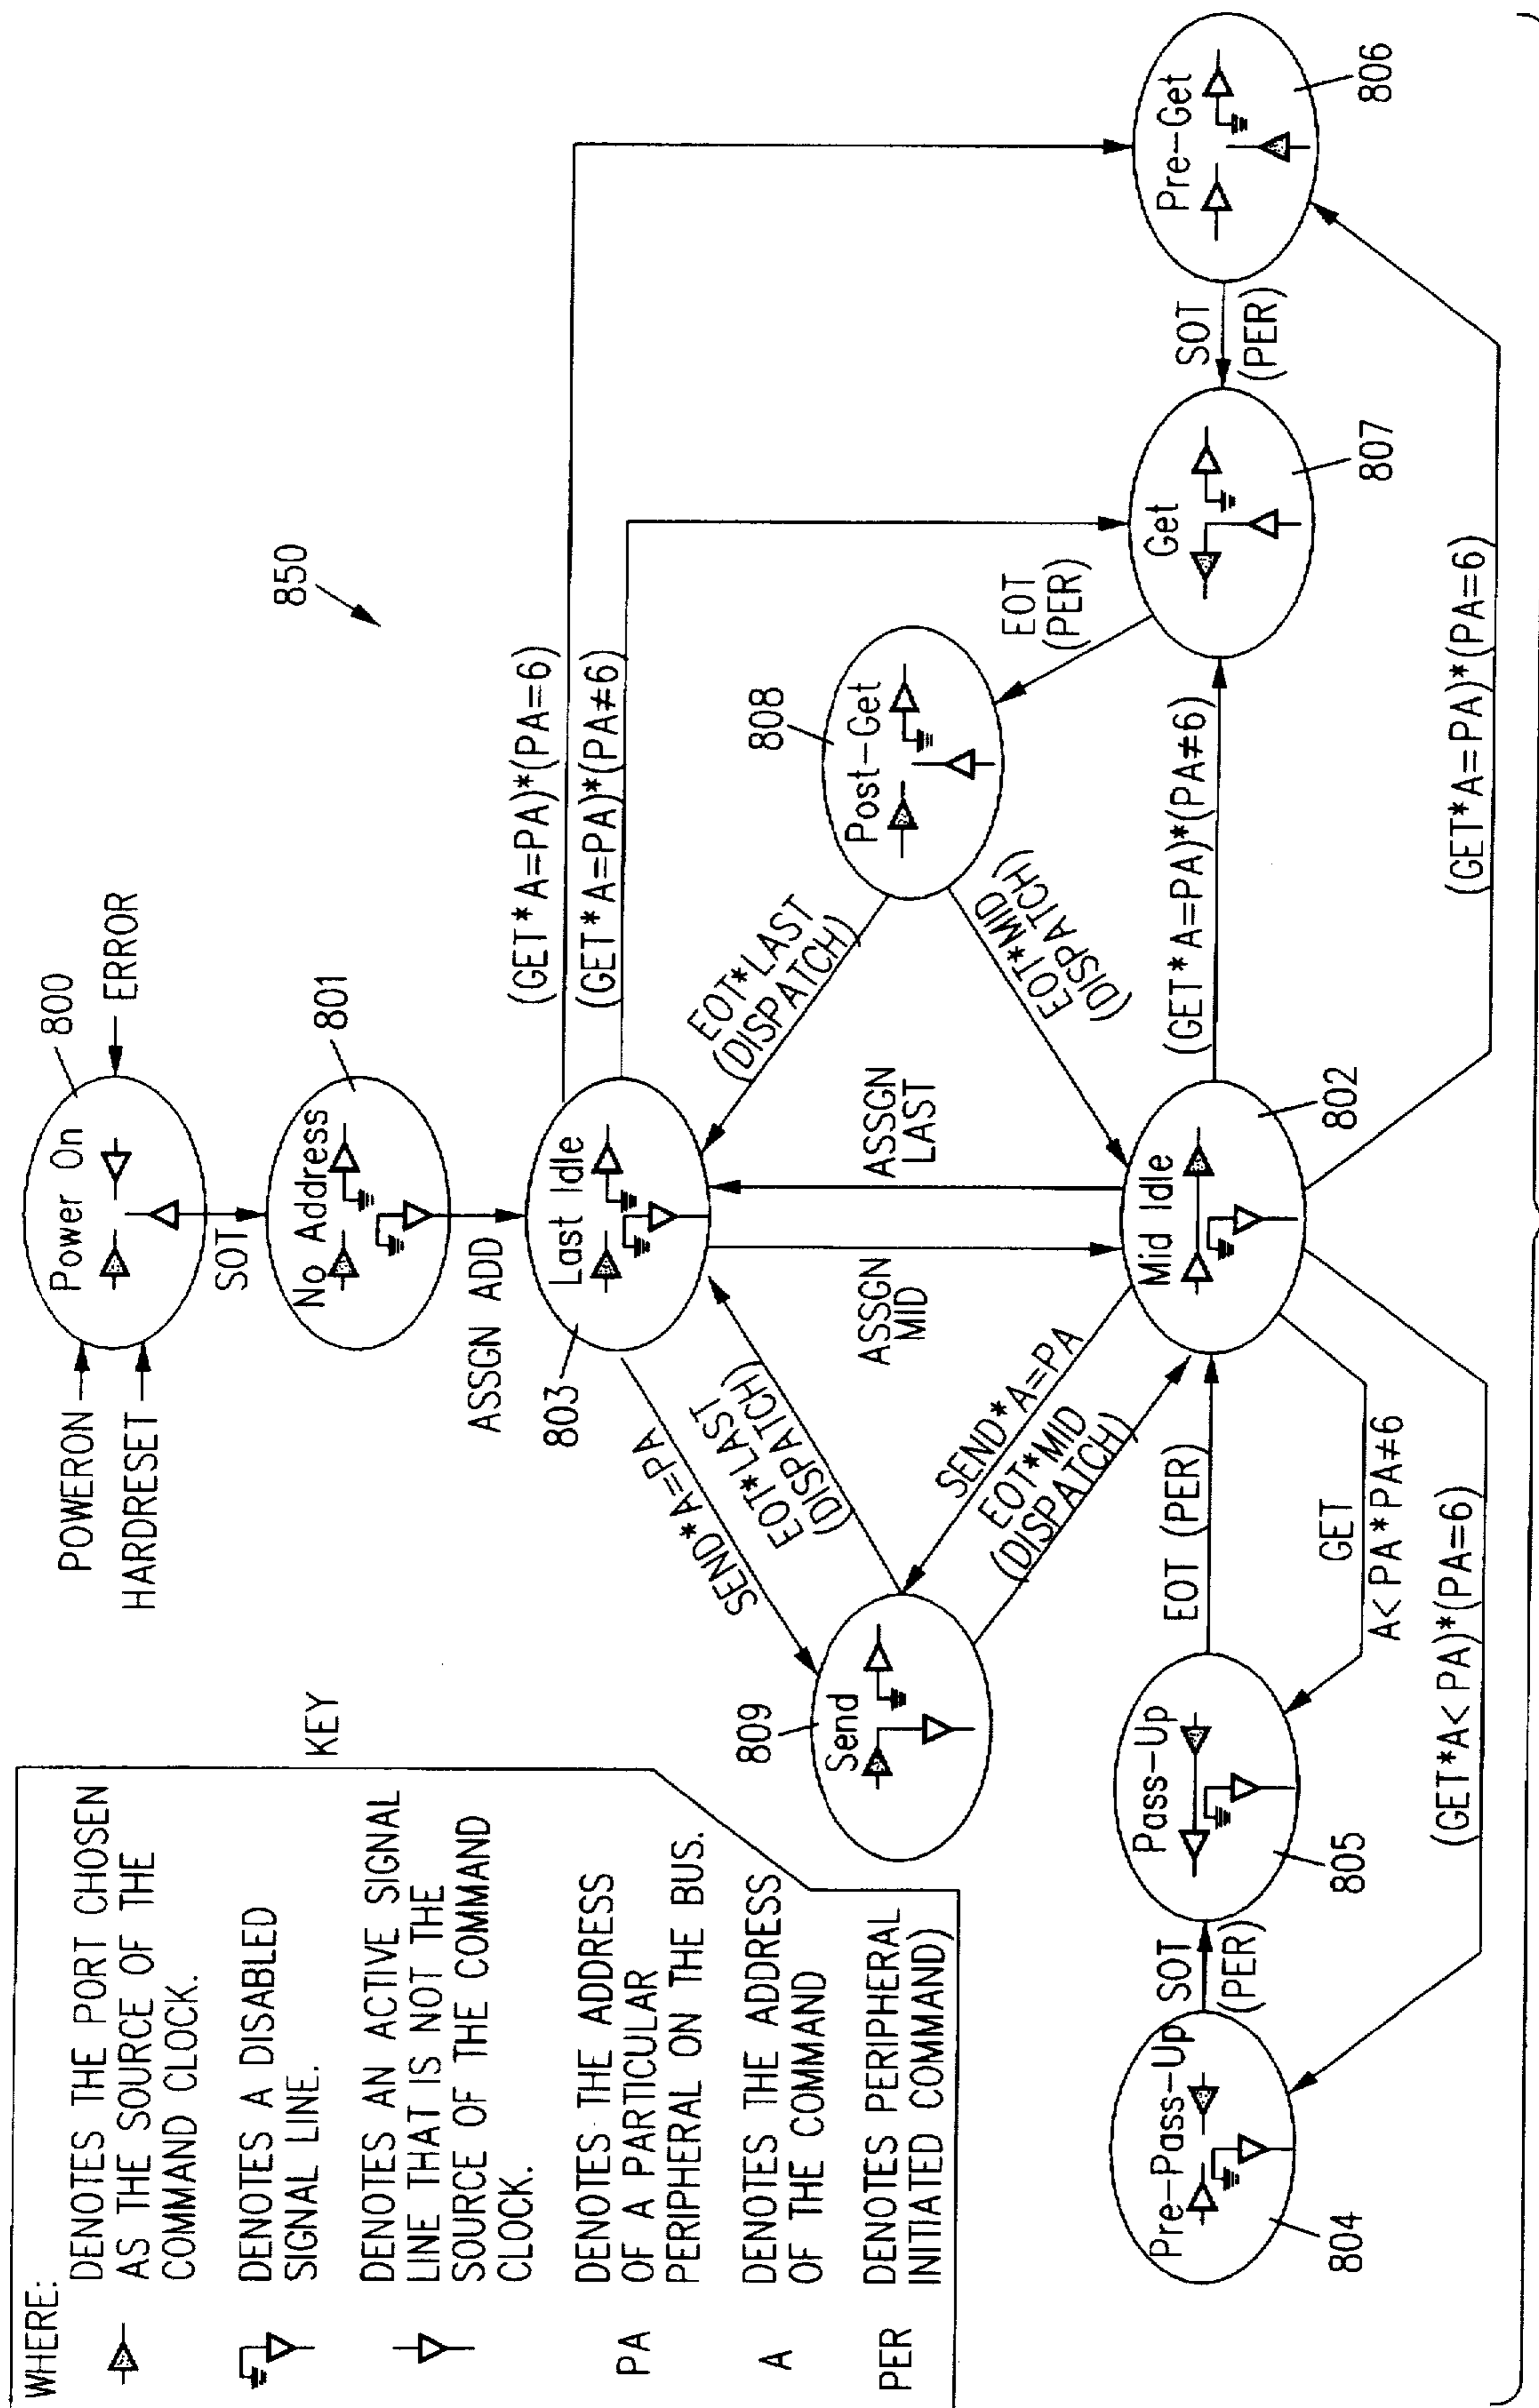 WHERE:
DENOTES THE PORT CHOSEN
AS THE SOURCE OF THE
COMMAND CLOCK.
DENOTES A DISABLED
SIGNAL LINE.
DENOTES AN ACTIVE SIGNAL
LINE THAT IS NOT THE
SOURCE OF THE COMMAND
CLOCK.
PA DENOTES THE ADDRESS
OF A PARTICULAR
PERIPHERAL ON THE BUS.
A DENOTES THE ADDRESS
OF THE COMMAND
PER DENOTES PERIPHERAL
INITIATED COMMAND)
KEY
POWERON
HARDRESET
Power On
800
ERROR
SOT
No Address
801
ASSGN ADD
850
803
Last Idle
(GET*A=PA)*(PA=6)
(GET*A=PA)*(PA≠6)
SEND*A=PA
EOT*LAST
(DISPATCH)
ASSGN
MID
ASSGN
LAST
EOT*LAST
(DISPATCH)
808
Post-Get
EOT
(PER)
EOT*MID
(DISPATCH)
809
Send
SEND*A=PA
EOT*MID
(DISPATCH)
Pre-Pass-Up
804
SOT
(PER)
Pass-Up
805
EOT (PER)
GET
A<PA*PA≠6
(GET*A<PA)*(PA=6)
Mid Idle
802
(GET*A=PA)*(PA≠6)
(GET*A=PA)*(PA=6)
Get
807
SOT
(PER)
Pre-Get
806